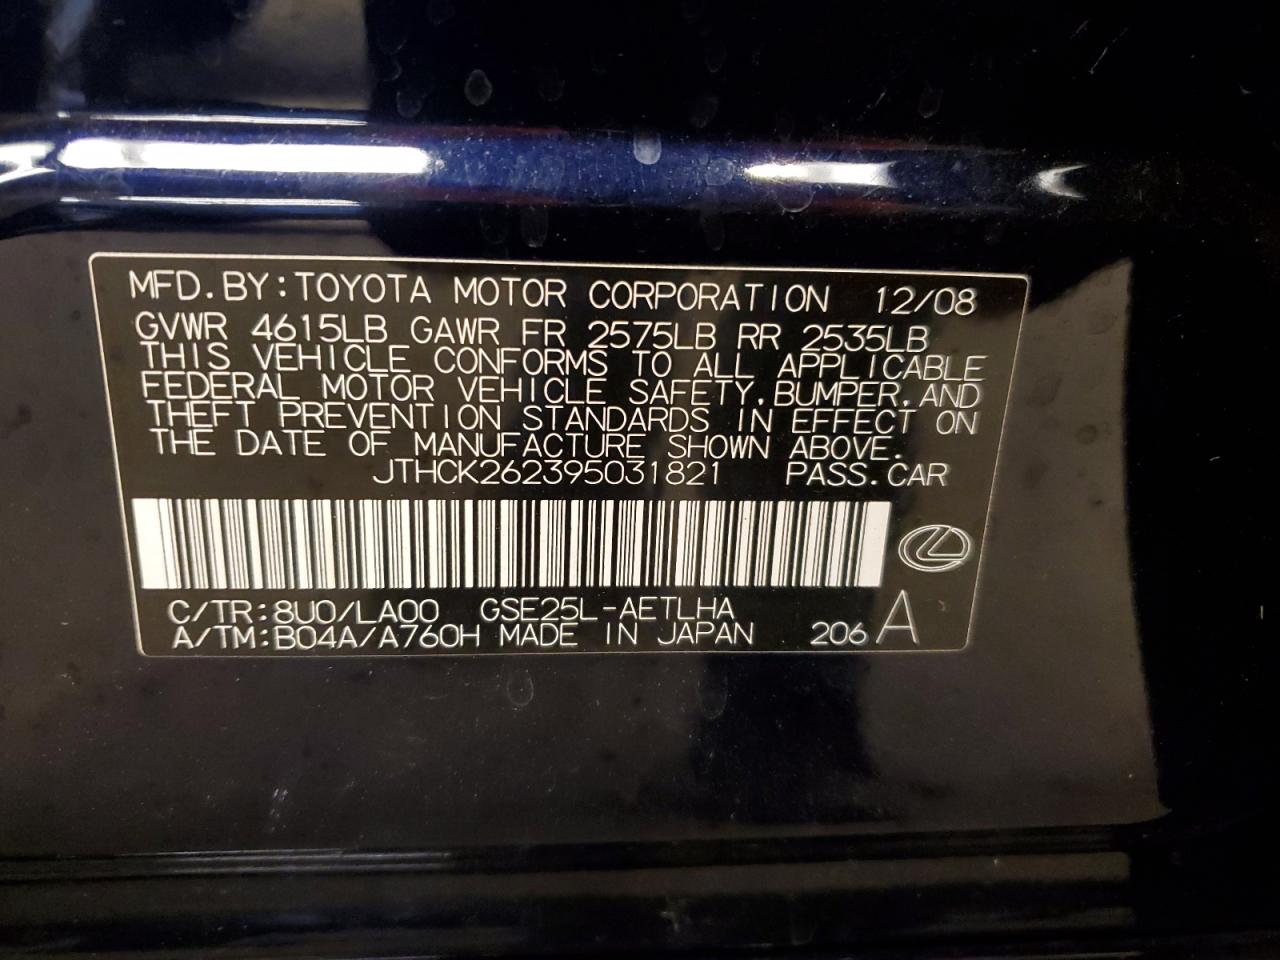 MFD.BY:TOYOTA MOTOR CORPORATION 12/08
GVWR 4615LB GAWR FR 2575LB RR 2535LB
THIS VEHICLE CONFORMS TO ALL APPLICABLE
FEDERAL MOTOR VEHICLE SAFETY,BUMPER,AND
THEFT PREVENTION STANDARDS IN EFFECT ON
THE DATE OF MANUFACTURE SHOWN ABOVE.
JTHCK262395031821 PASS.CAR
C/TR:8U0/LA00 GSE25L-AETLHA
A/TM:B04A/A760H MADE IN JAPAN 206 A